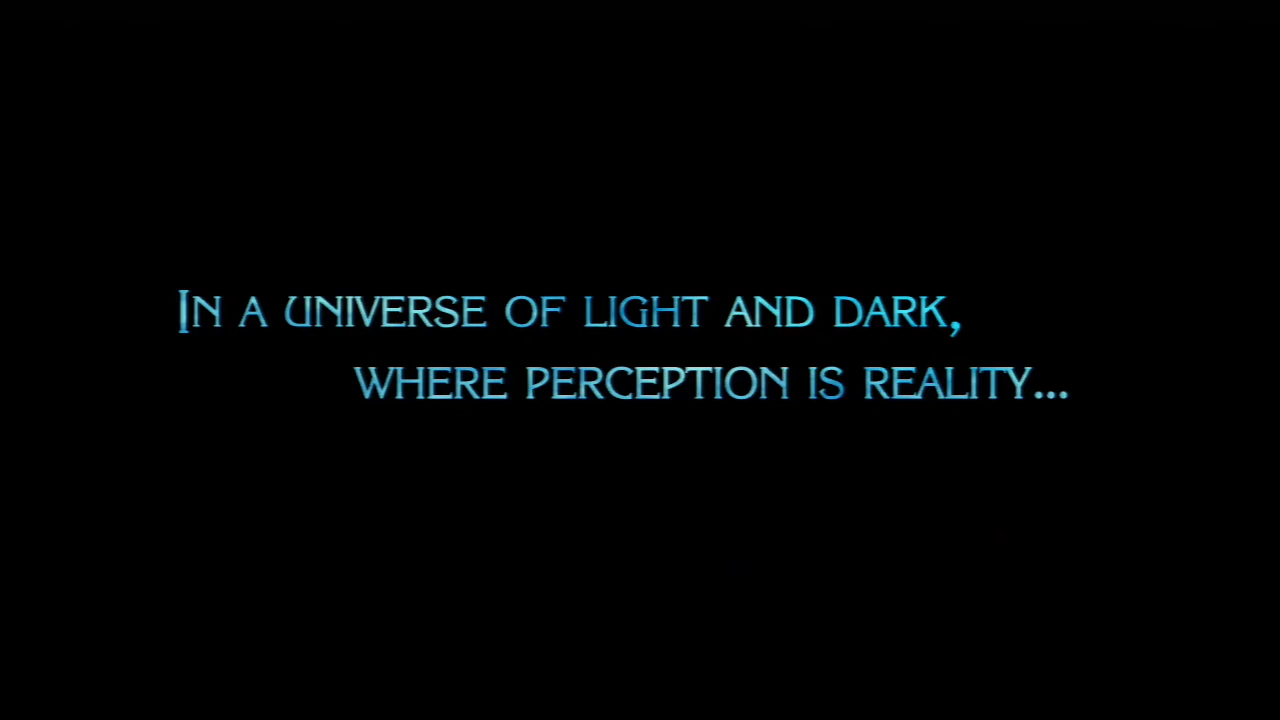 In a universe of light and dark,
where perception is reality...